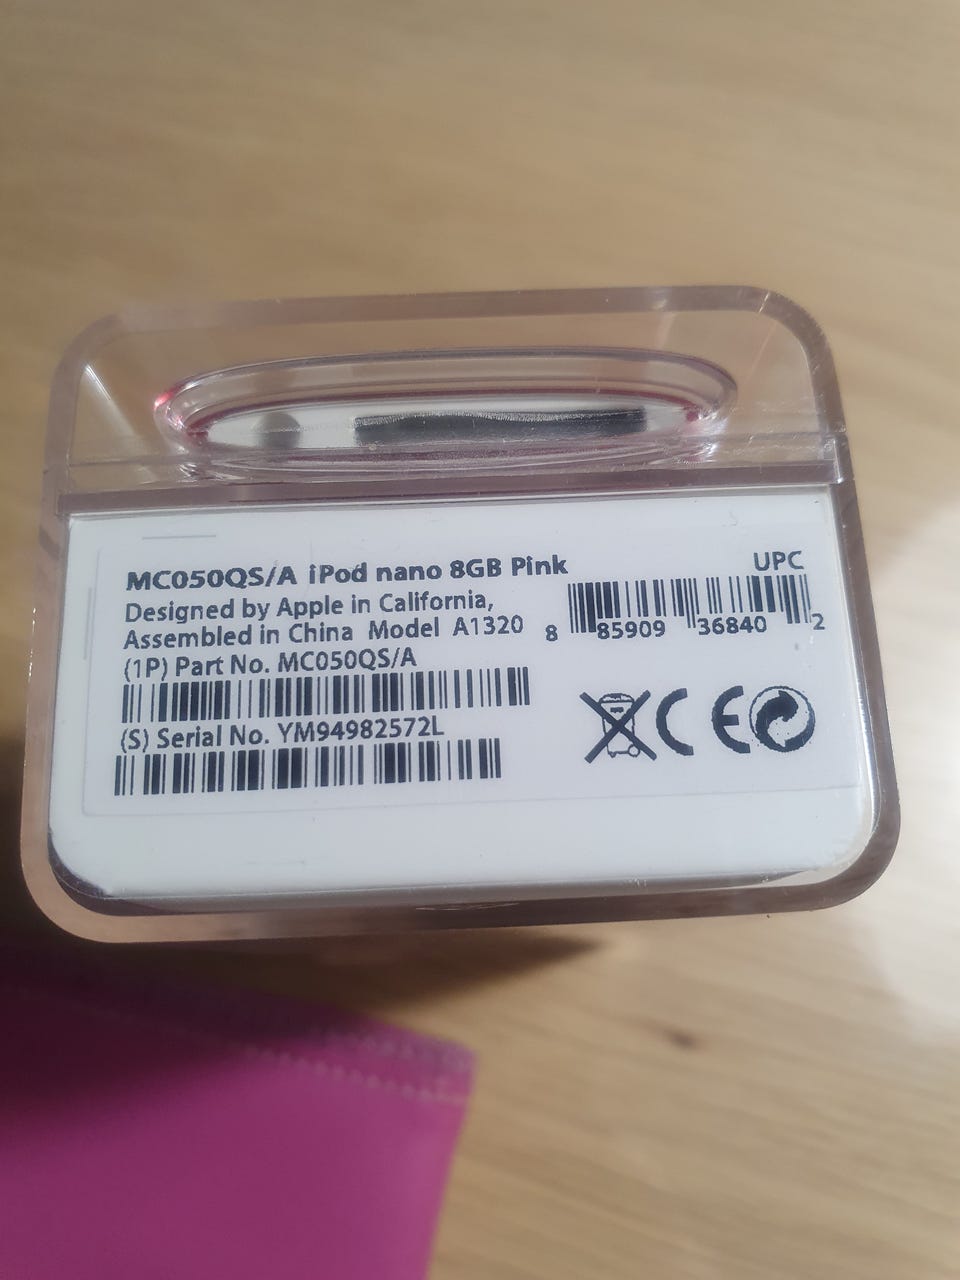 MC050QS/A iPod nano 8GB Pink
Designed by Apple in California,
Assembled in China Model A1320
(1P) Part No. MC050QS/A
(S) Serial No. YM94982572L
UPC
8 85909 36840 2
CE